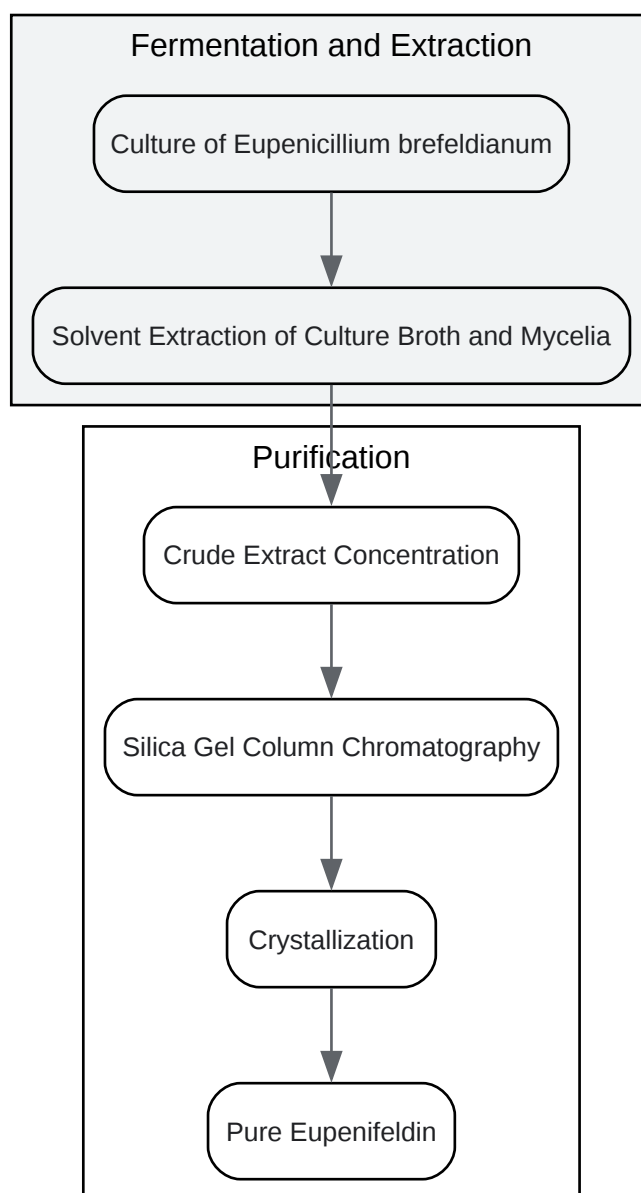 Fermentation and Extraction
Culture of Eupenicillium brefeldianum
Solvent Extraction of Culture Broth and Mycelia
Purification
Crude Extract Concentration
Silica Gel Column Chromatography
Crystallization
Pure Eupenifeldin